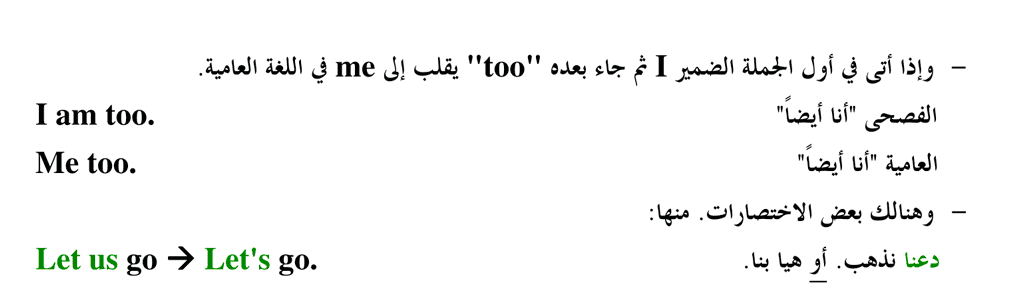 – وإذا أتى في أول الجملة الضمير I ثم جاء بعده "too" يقلب إلى me في اللغة العامية.
الفصحى "أنا أيضاً" I am too.
العامية "أنا أيضاً" Me too.
– وهنالك بعض الاختصارات. منها:
دعنا نذهب. أو هيا بنا. Let us go → Let's go.